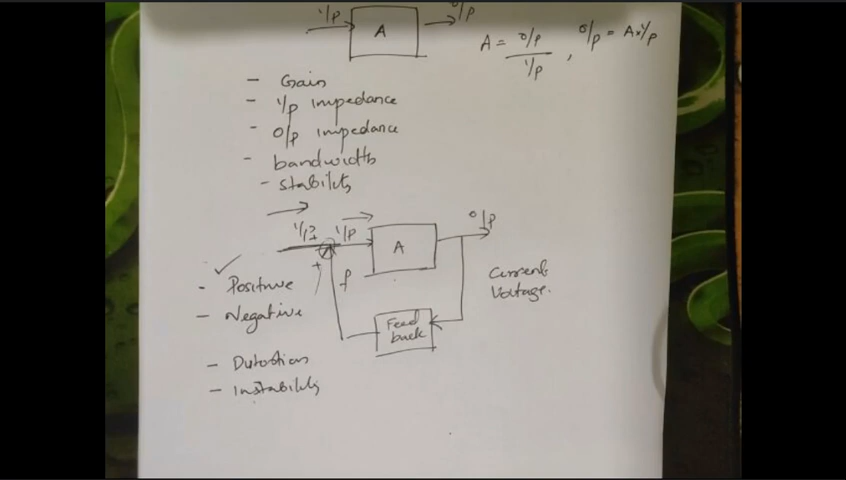 I/P A O/P
A = O/P / I/P , O/P = A × I/P
- Gain
- I/P impedance
- O/P impedance
- bandwidth
- stability
I/P I/P A O/P
+ f
Current
Voltage.
- Positive
- Negative
Feed
back
- Distortion
- Instability